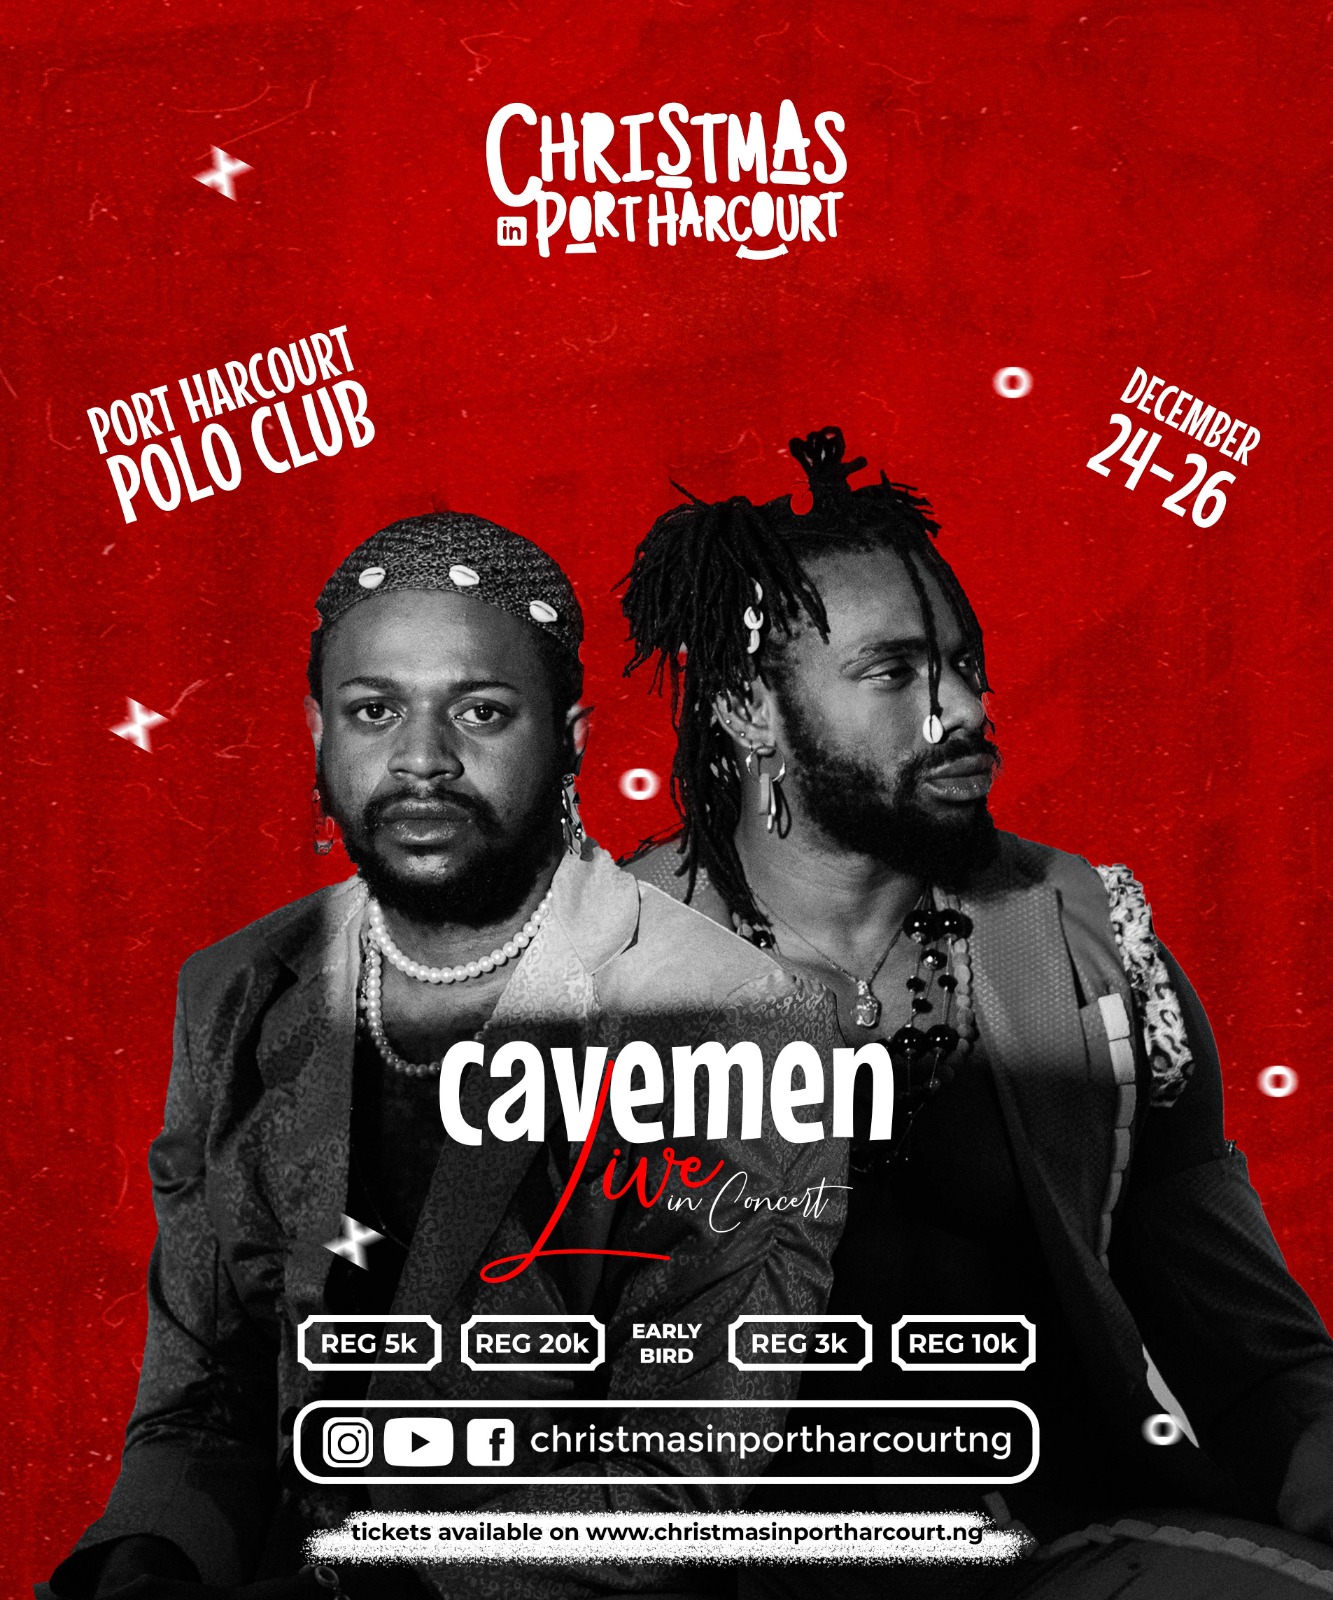 CHRISTMAS
in PORT HARCOURT
PORT HARCOURT
POLO CLUB
DECEMBER
24-26
cavemen
Live
in Concert
REG 5k REG 20k EARLY BIRD REG 3k REG 10k
christmasinportharcourtng
tickets available on www.christmasinportharcourt.ng